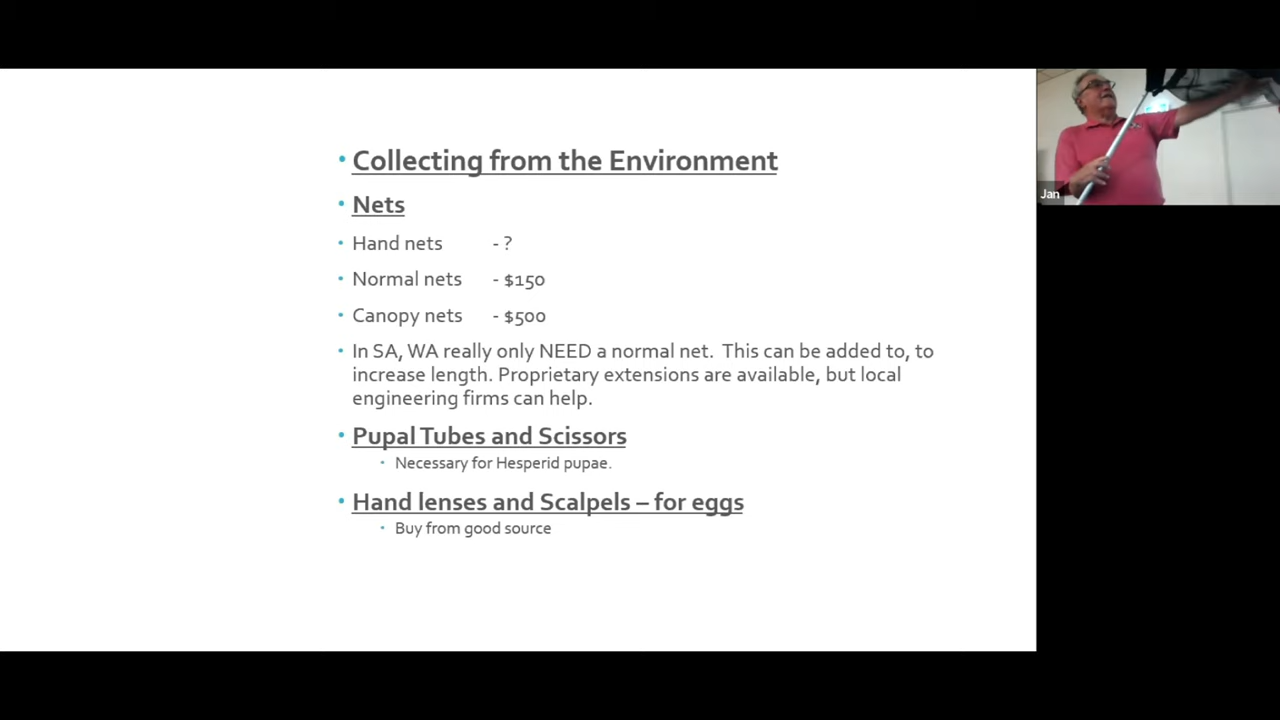 • Collecting from the Environment
• Nets
• Hand nets - ?
• Normal nets - $150
• Canopy nets - $500
• In SA, WA really only NEED a normal net. This can be added to, to
increase length. Proprietary extensions are available, but local
engineering firms can help.
• Pupal Tubes and Scissors
• Necessary for Hesperid pupae.
• Hand lenses and Scalpels – for eggs
• Buy from good source
Jan